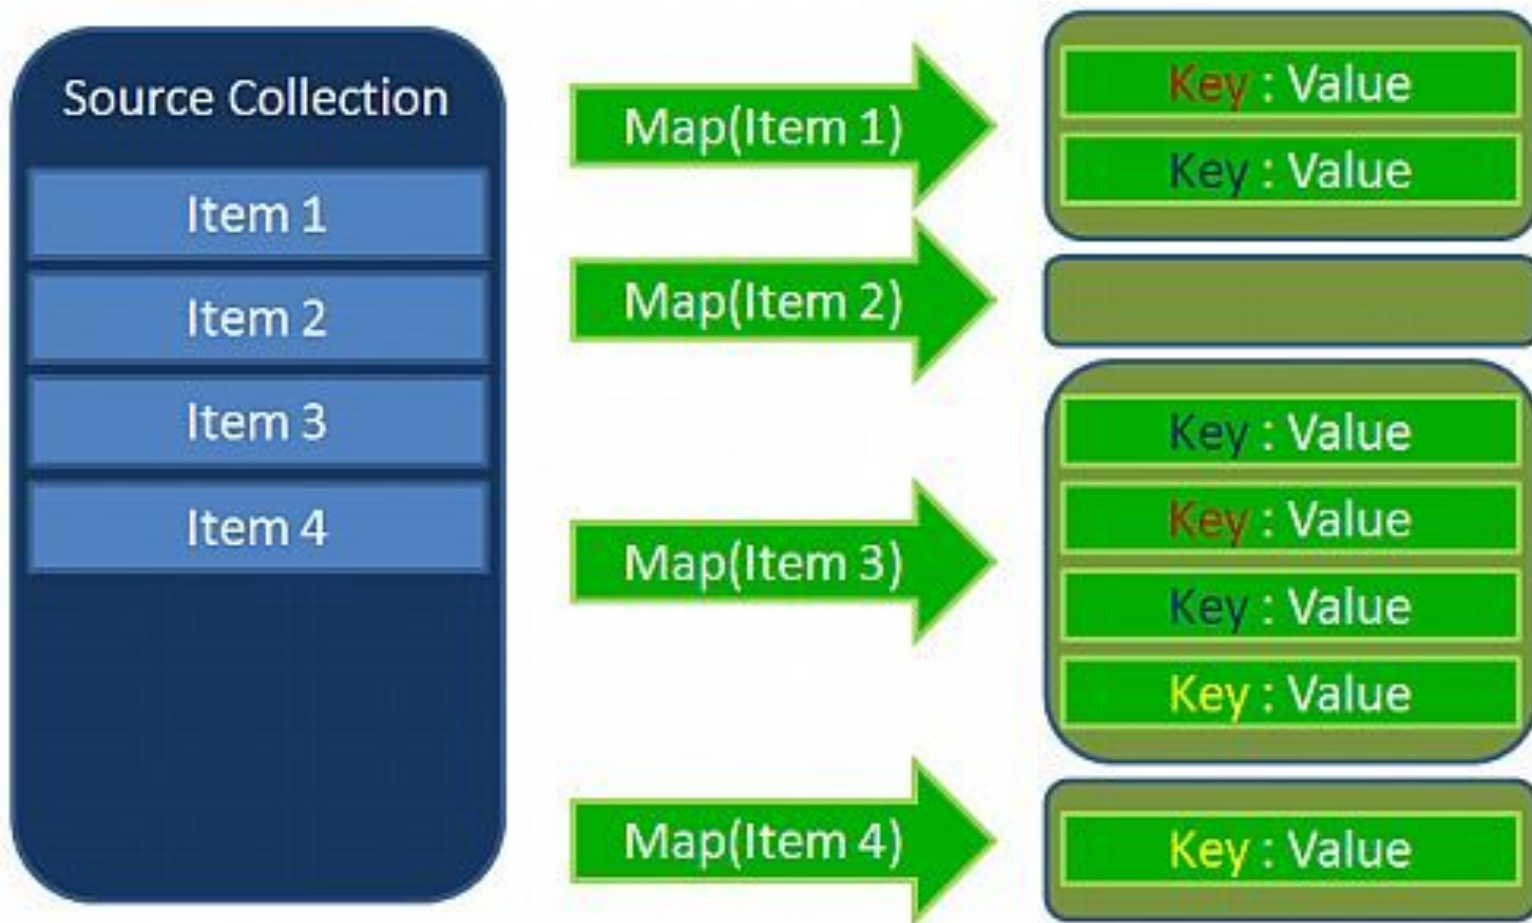 Source Collection
Item 1
Item 2
Item 3
Item 4
Map(Item 1)
Map(Item 2)
Map(Item 3)
Map(Item 4)
Key : Value
Key : Value
Key : Value
Key : Value
Key : Value
Key : Value
Key : Value